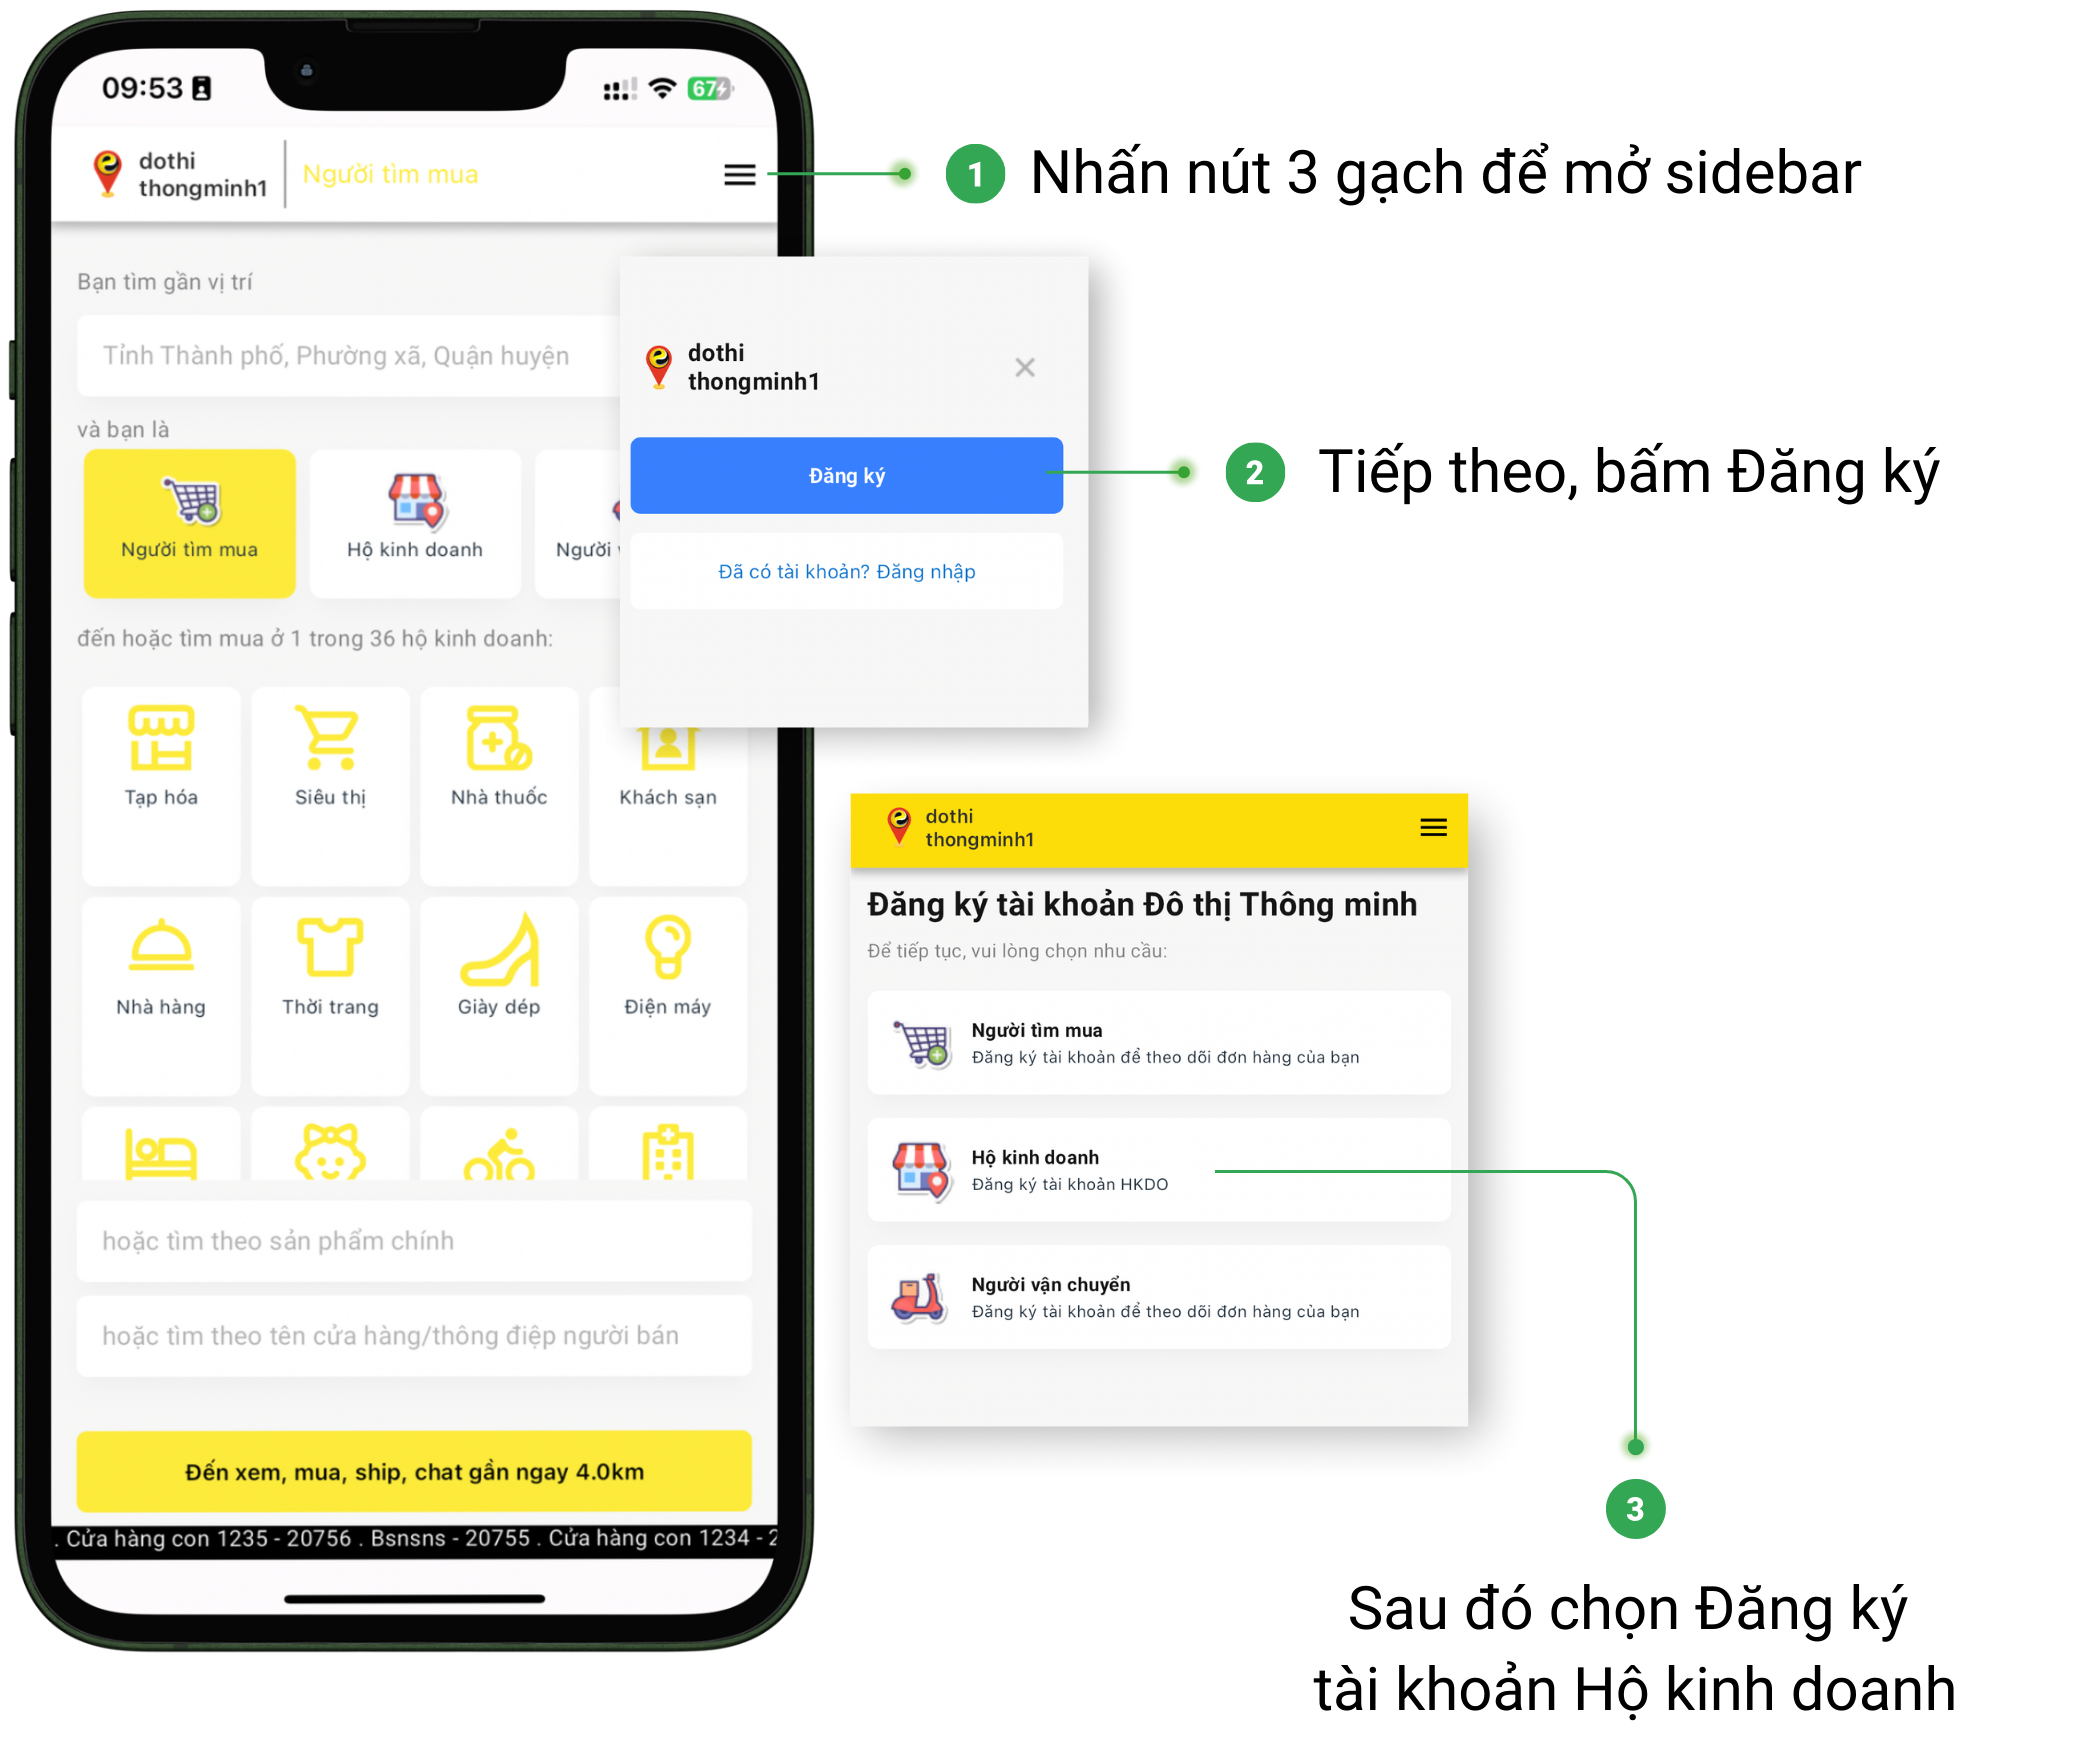 09:53
67
dothi
thongminh1
Người tìm mua
1 Nhấn nút 3 gạch để mở sidebar
Bạn tìm gần vị trí
Tỉnh Thành phố, Phường xã, Quận huyện
và bạn là
Người tìm mua
Hộ kinh doanh
Người
đến hoặc tìm mua ở 1 trong 36 hộ kinh doanh:
Tạp hóa
Siêu thị
Nhà thuốc
Khách sạn
Nhà hàng
Thời trang
Giày dép
Điện máy
hoặc tìm theo sản phẩm chính
hoặc tìm theo tên cửa hàng/thông điệp người bán
Đến xem, mua, ship, chat gần ngay 4.0km
. Cửa hàng con 1235 - 20756 . Bsnsns - 20755 . Cửa hàng con 1234 - 2
dothi
thongminh1
Đăng ký
Đã có tài khoản? Đăng nhập
2 Tiếp theo, bấm Đăng ký
dothi
thongminh1
Đăng ký tài khoản Đô thị Thông minh
Để tiếp tục, vui lòng chọn nhu cầu:
Người tìm mua
Đăng ký tài khoản để theo dõi đơn hàng của bạn
Hộ kinh doanh
Đăng ký tài khoản HKDO
Người vận chuyển
Đăng ký tài khoản để theo dõi đơn hàng của bạn
3
Sau đó chọn Đăng ký
tài khoản Hộ kinh doanh